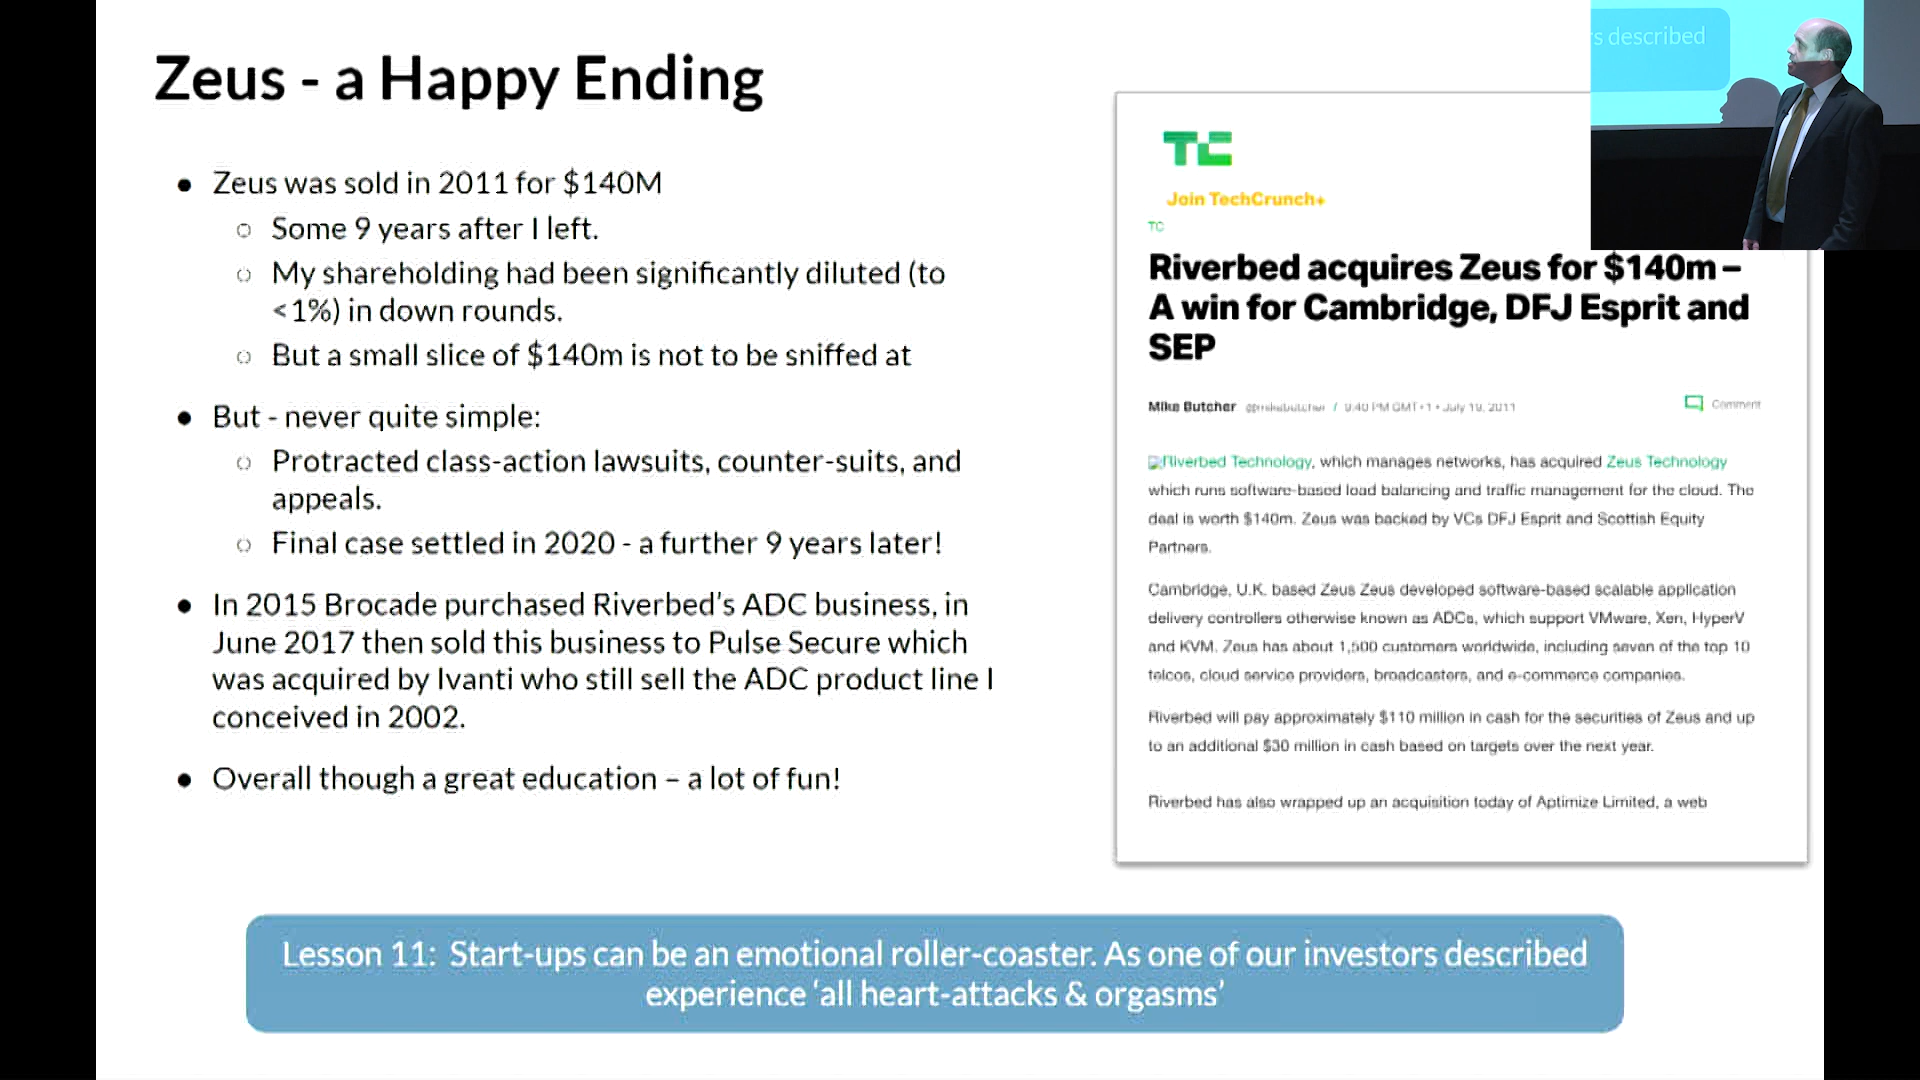 Zeus - a Happy Ending
● Zeus was sold in 2011 for $140M
○ Some 9 years after I left.
○ My shareholding had been significantly diluted (to
<1%) in down rounds.
○ But a small slice of $140m is not to be sniffed at
● But - never quite simple:
○ Protracted class-action lawsuits, counter-suits, and
appeals.
○ Final case settled in 2020 - a further 9 years later!
● In 2015 Brocade purchased Riverbed's ADC business, in
June 2017 then sold this business to Pulse Secure which
was acquired by Ivanti who still sell the ADC product line I
conceived in 2002.
● Overall though a great education – a lot of fun!
TC
Join TechCrunch+
TC
Riverbed acquires Zeus for $140m –
A win for Cambridge, DFJ Esprit and
SEP
Mike Butcher @mikebutcher / 9:40 PM GMT+1 • July 19, 2011
Comment
Riverbed Technology, which manages networks, has acquired Zeus Technology
which runs software-based load balancing and traffic management for the cloud. The
deal is worth $140m. Zeus was backed by VCs DFJ Esprit and Scottish Equity
Partners.
Cambridge, U.K. based Zeus Zeus developed software-based scalable application
delivery controllers otherwise known as ADCs, which support VMware, Xen, HyperV
and KVM. Zeus has about 1,500 customers worldwide, including seven of the top 10
telcos, cloud service providers, broadcasters, and e-commerce companies.
Riverbed will pay approximately $110 million in cash for the securities of Zeus and up
to an additional $30 million in cash based on targets over the next year.
Riverbed has also wrapped up an acquisition today of Aptimize Limited, a web
s described
Lesson 11: Start-ups can be an emotional roller-coaster. As one of our investors described
experience ‘all heart-attacks & orgasms’